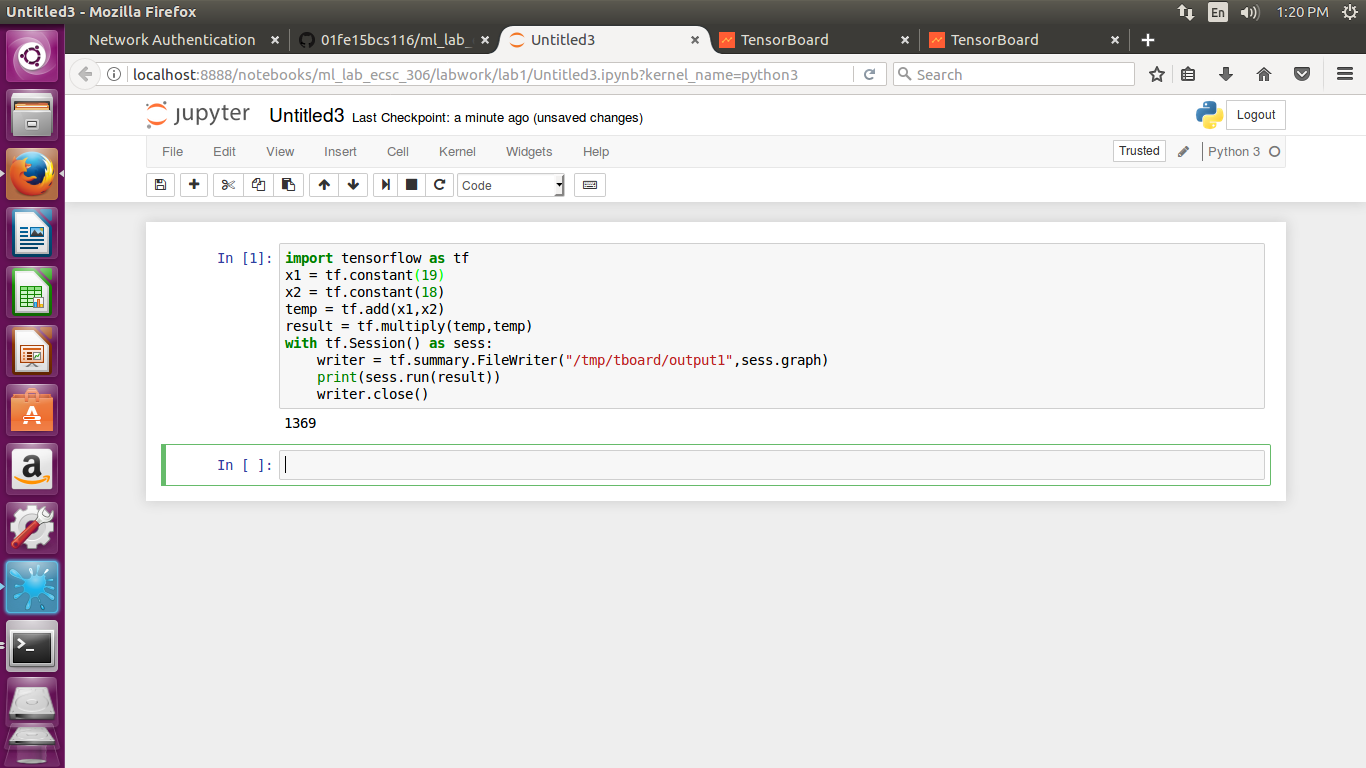 Untitled3 - Mozilla Firefox
En
1:20 PM
Network Authentication
01fe15bcs116/ml_lab_
Untitled3
TensorBoard
TensorBoard
localhost:8888/notebooks/ml_lab_ecsc_306/labwork/lab1/Untitled3.ipynb?kernel_name=python3
Search
jupyter
Untitled3 Last Checkpoint: a minute ago (unsaved changes)
Logout
File Edit View Insert Cell Kernel Widgets Help
Trusted
Python 3
Code
In [1]:
import tensorflow as tf
x1 = tf.constant(19)
x2 = tf.constant(18)
temp = tf.add(x1,x2)
result = tf.multiply(temp,temp)
with tf.Session() as sess:
    writer = tf.summary.FileWriter("/tmp/tboard/output1",sess.graph)
    print(sess.run(result))
    writer.close()
1369
In [ ]: